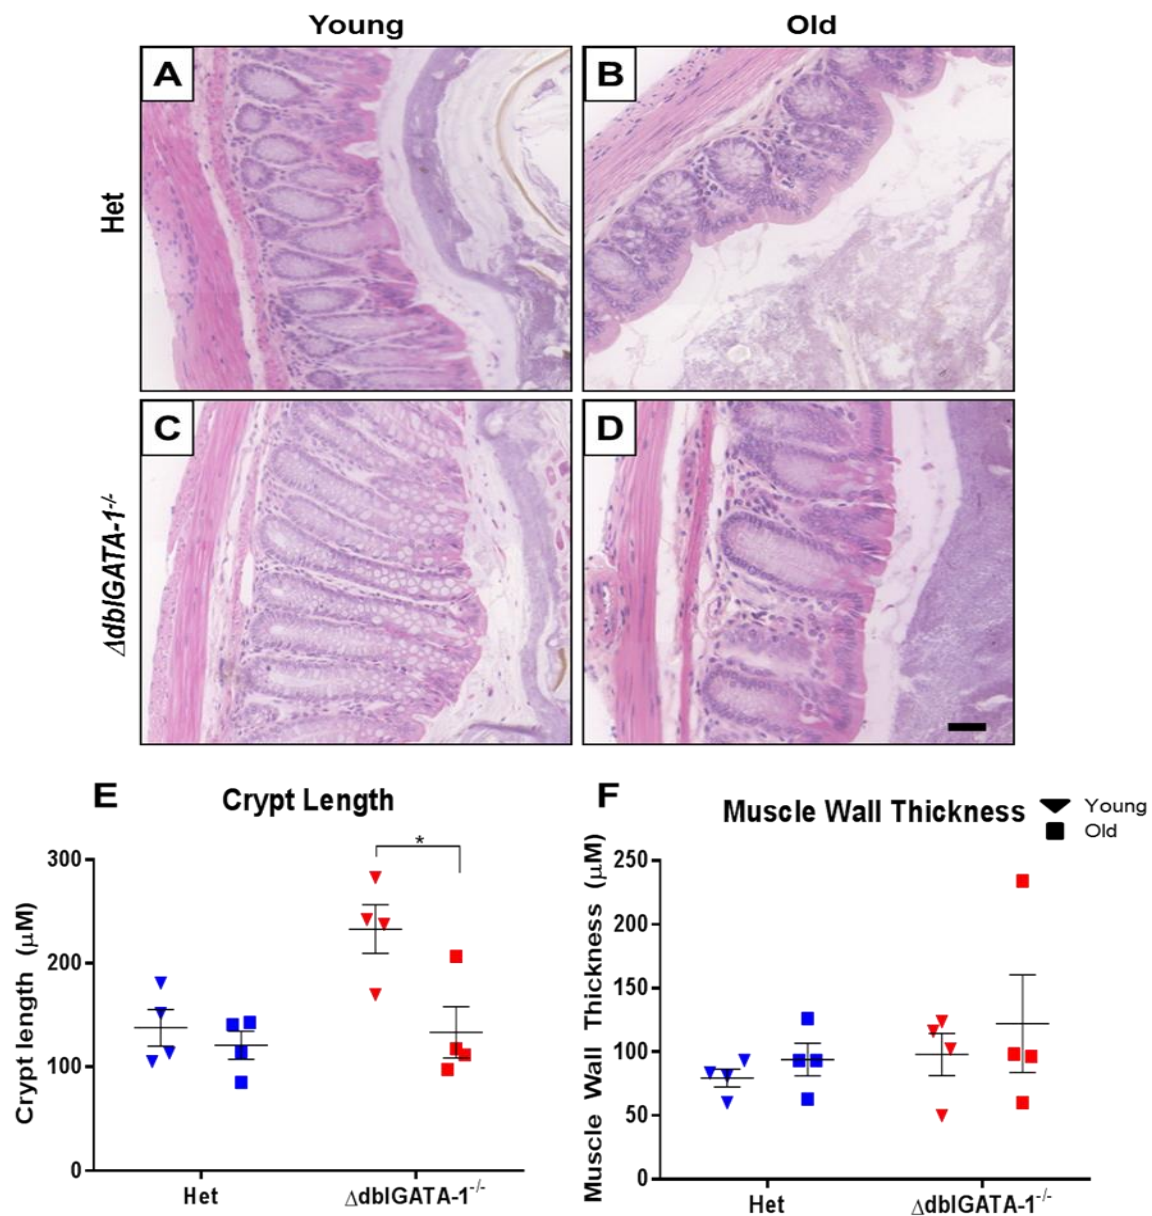 Young
Old
A
B
Het
C
D
ΔdblGATA-1-/-
E
Crypt Length
*
Crypt length (µM)
300
200
100
0
Het
ΔdblGATA-1-/-
F
Muscle Wall Thickness
Young
Old
Muscle Wall Thickness (µM)
250
200
150
100
50
0
Het
ΔdblGATA-1-/-